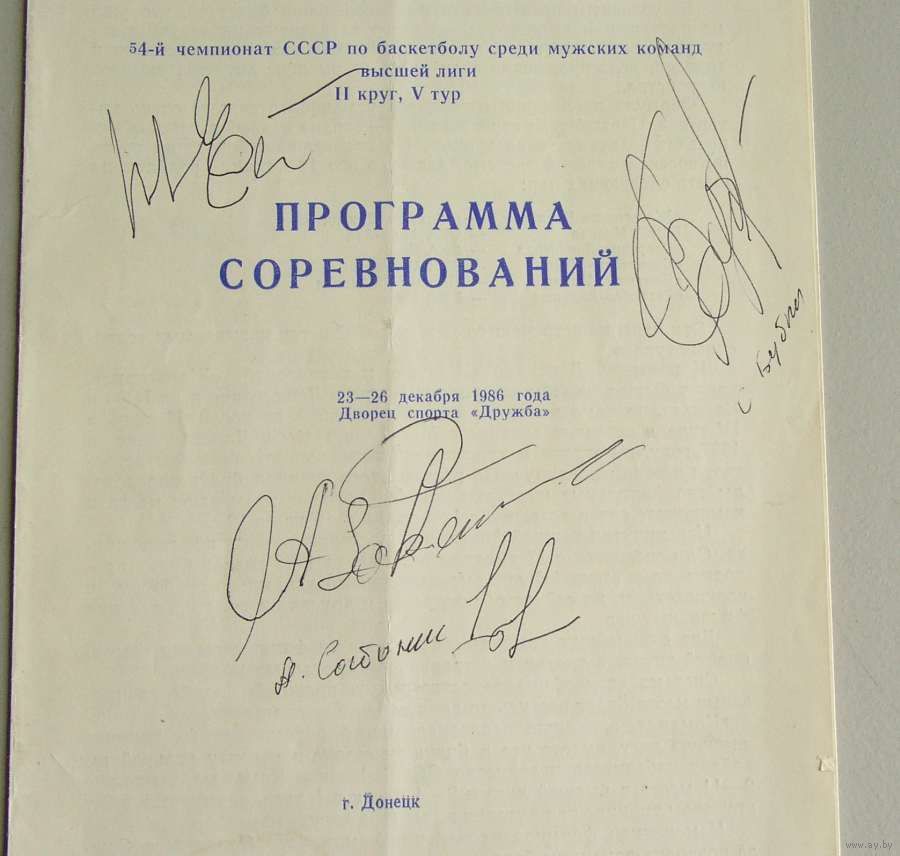 54-й чемпионат СССР по баскетболу среди мужских команд
высшей лиги
II круг, V тур
ПРОГРАММА
СОРЕВНОВАНИЙ
23—26 декабря 1986 года
Дворец спорта «Дружба»
г. Донецк
www.ay.by